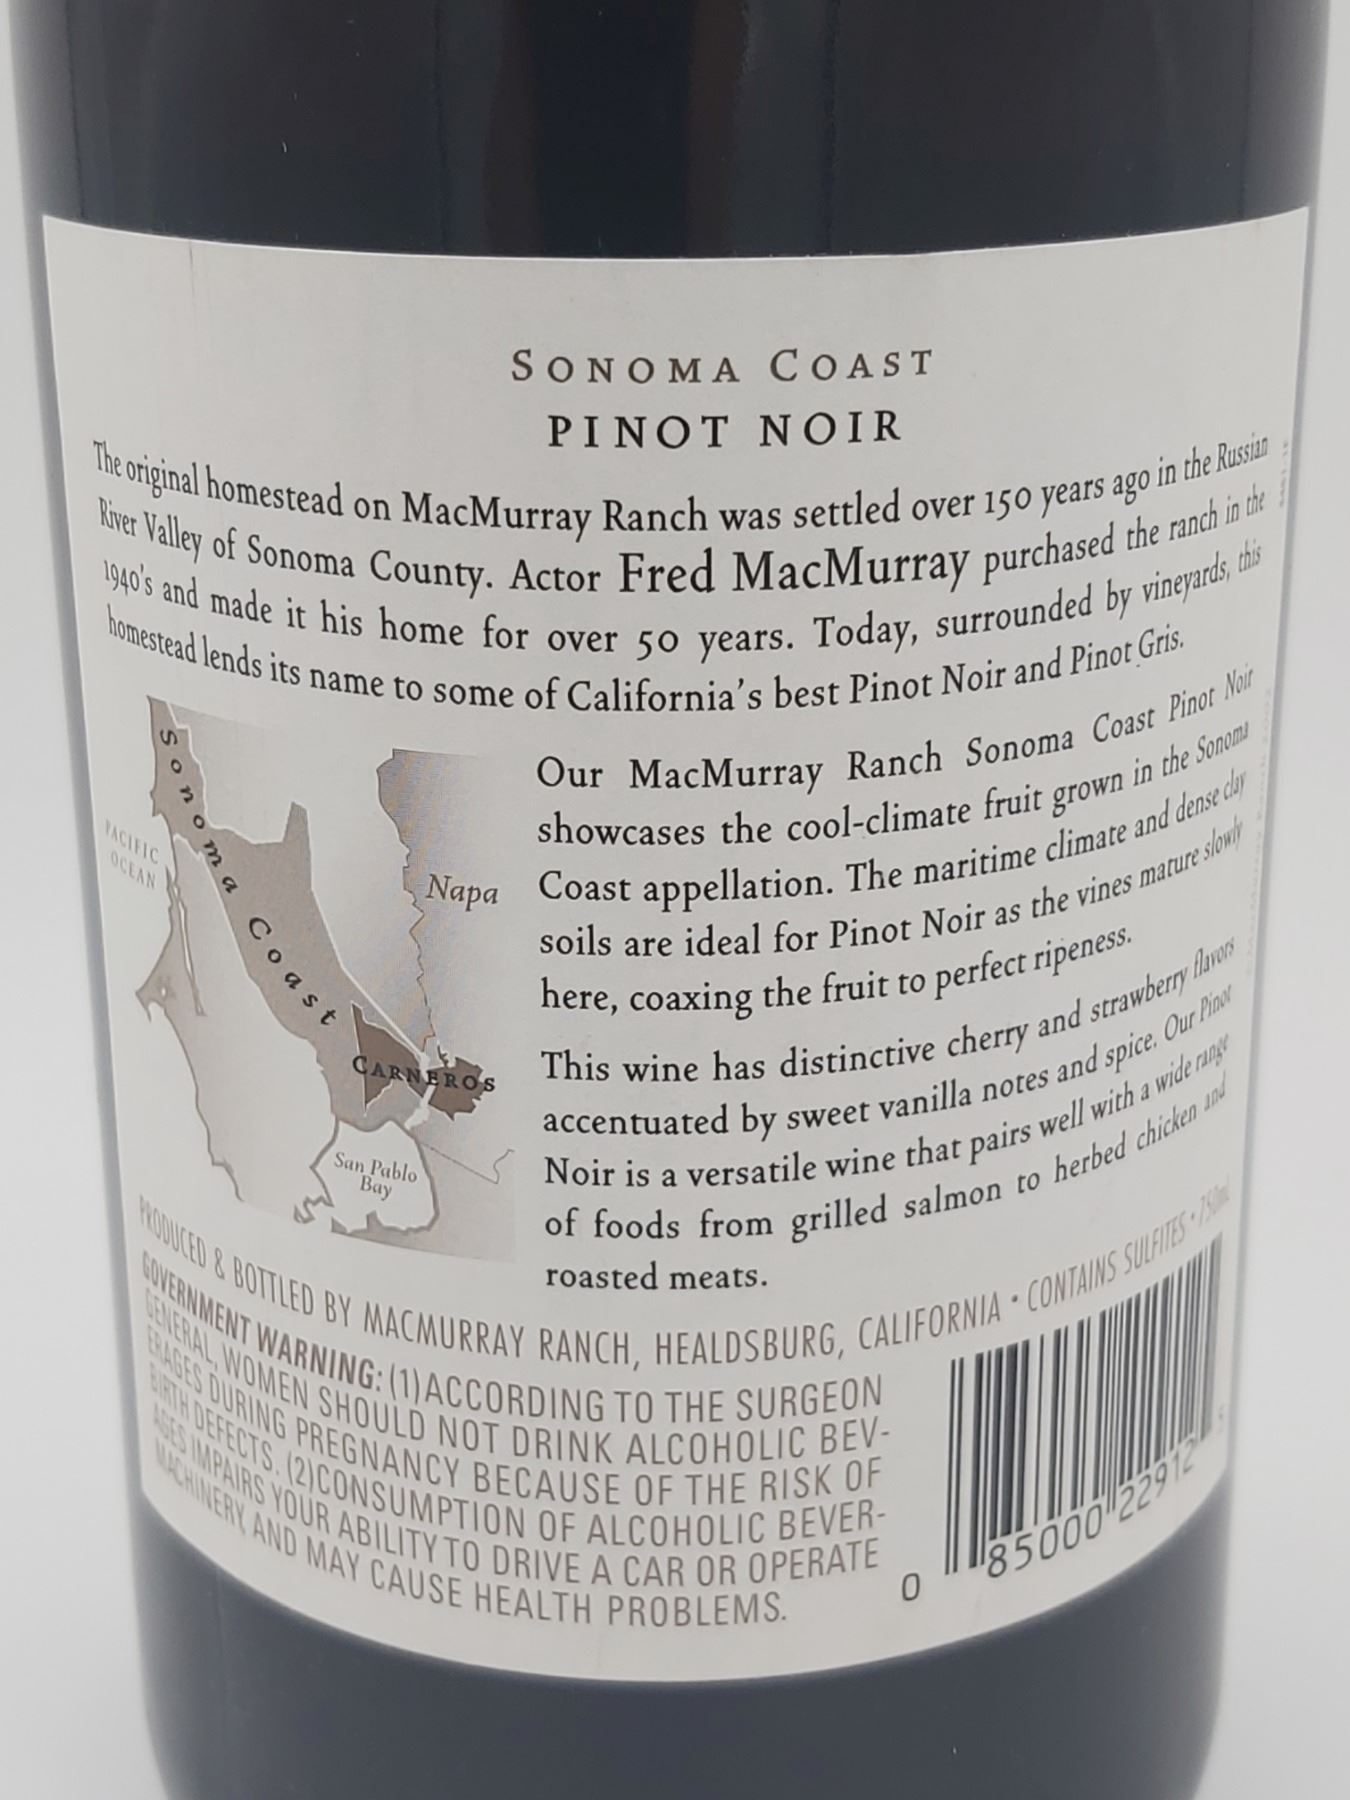 SONOMA COAST
PINOT NOIR
The original homestead on MacMurray Ranch was settled over 150 years ago in the Russian
River Valley of Sonoma County. Actor Fred MacMurray purchased the ranch in the
1940's and made it his home for over 50 years. Today, surrounded by vineyards, this
homestead lends its name to some of California's best Pinot Noir and Pinot Gris.
Sonoma Coast
PACIFIC
OCEAN
Napa
CARNEROS
San Pablo
Bay
Our MacMurray Ranch Sonoma Coast Pinot Noir
showcases the cool-climate fruit grown in the Sonoma
Coast appellation. The maritime climate and dense clay
soils are ideal for Pinot Noir as the vines mature slowly
here, coaxing the fruit to perfect ripeness.
This wine has distinctive cherry and strawberry flavors
accentuated by sweet vanilla notes and spice. Our Pinot
Noir is a versatile wine that pairs well with a wide range
of foods from grilled salmon to herbed chicken and
roasted meats.
PRODUCED & BOTTLED BY MACMURRAY RANCH, HEALDSBURG, CALIFORNIA • CONTAINS SULFITES • 750mL
GOVERNMENT WARNING: (1)ACCORDING TO THE SURGEON
GENERAL, WOMEN SHOULD NOT DRINK ALCOHOLIC BEV-
ERAGES DURING PREGNANCY BECAUSE OF THE RISK OF
BIRTH DEFECTS. (2)CONSUMPTION OF ALCOHOLIC BEVER-
AGES IMPAIRS YOUR ABILITY TO DRIVE A CAR OR OPERATE
MACHINERY, AND MAY CAUSE HEALTH PROBLEMS.
0 85000 22912